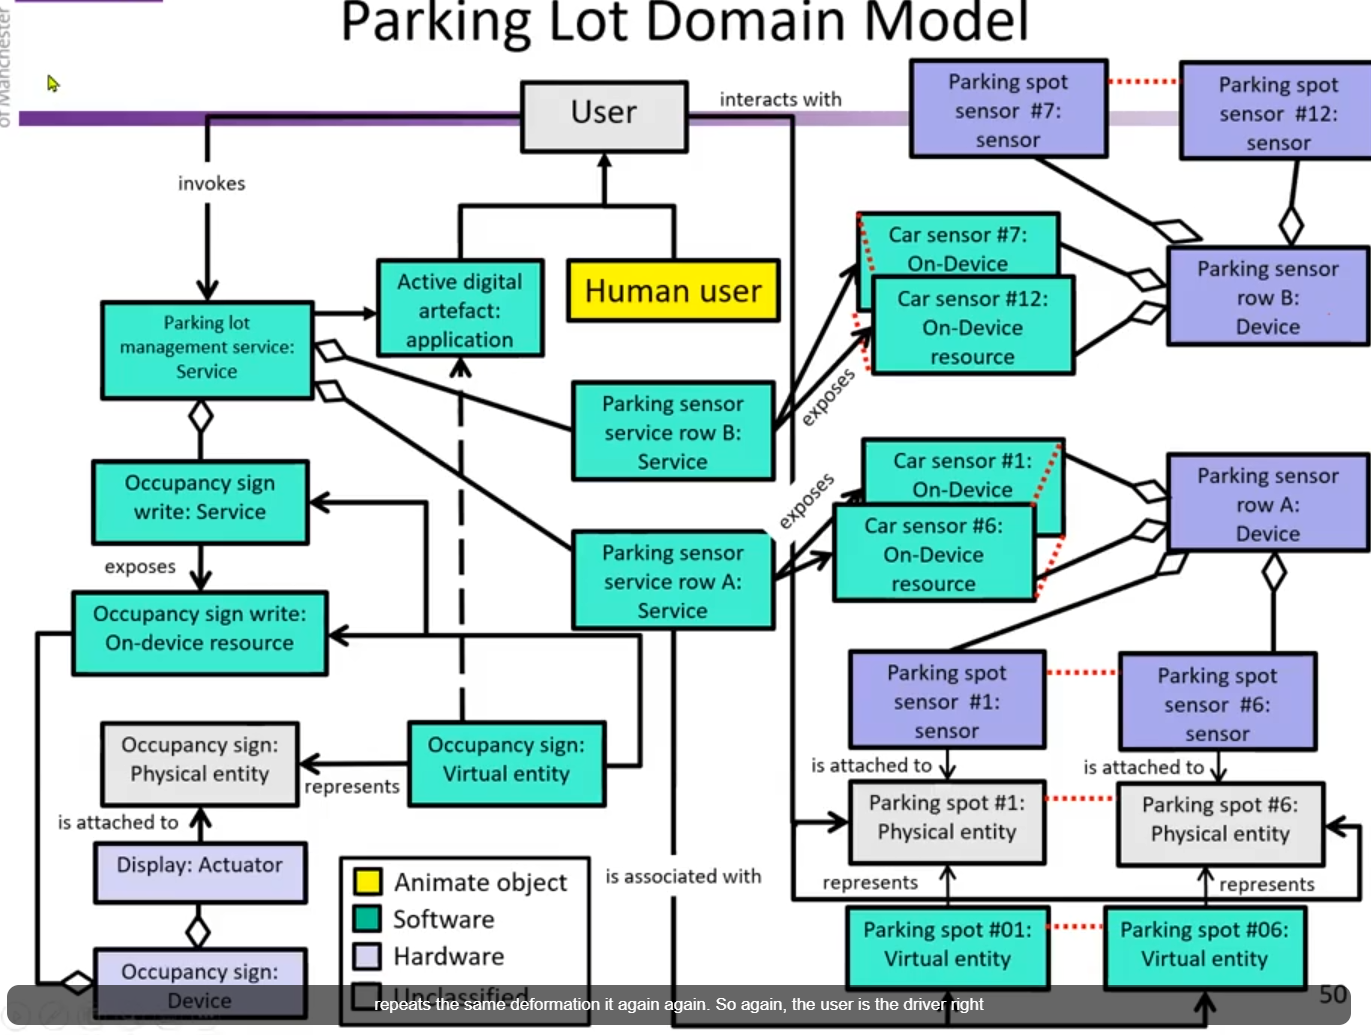 Parking Lot Domain Model
of Manchester
User
interacts with
invokes
Parking spot
sensor #7:
sensor
Parking spot
sensor #12:
sensor
Active digital
artefact:
application
Human user
Car sensor #7:
On-Device
Car sensor #12:
On-Device
resource
Parking sensor
row B:
Device
Parking lot
management service:
Service
Parking sensor
service row B:
Service
exposes
Occupancy sign
write: Service
exposes
Car sensor #1:
On-Device
Car sensor #6:
On-Device
resource
Parking sensor
row A:
Device
Parking sensor
service row A:
Service
exposes
Occupancy sign write:
On-device resource
Parking spot
sensor #1:
sensor
Parking spot
sensor #6:
sensor
Occupancy sign:
Physical entity
represents
Occupancy sign:
Virtual entity
is attached to
is attached to
Parking spot #1:
Physical entity
Parking spot #6:
Physical entity
is attached to
Display: Actuator
is associated with
represents
represents
Animate object
Software
Hardware
Unclassified
Parking spot #01:
Virtual entity
Parking spot #06:
Virtual entity
Occupancy sign:
Device
50
repeats the same deformation it again again. So again, the user is the driver right